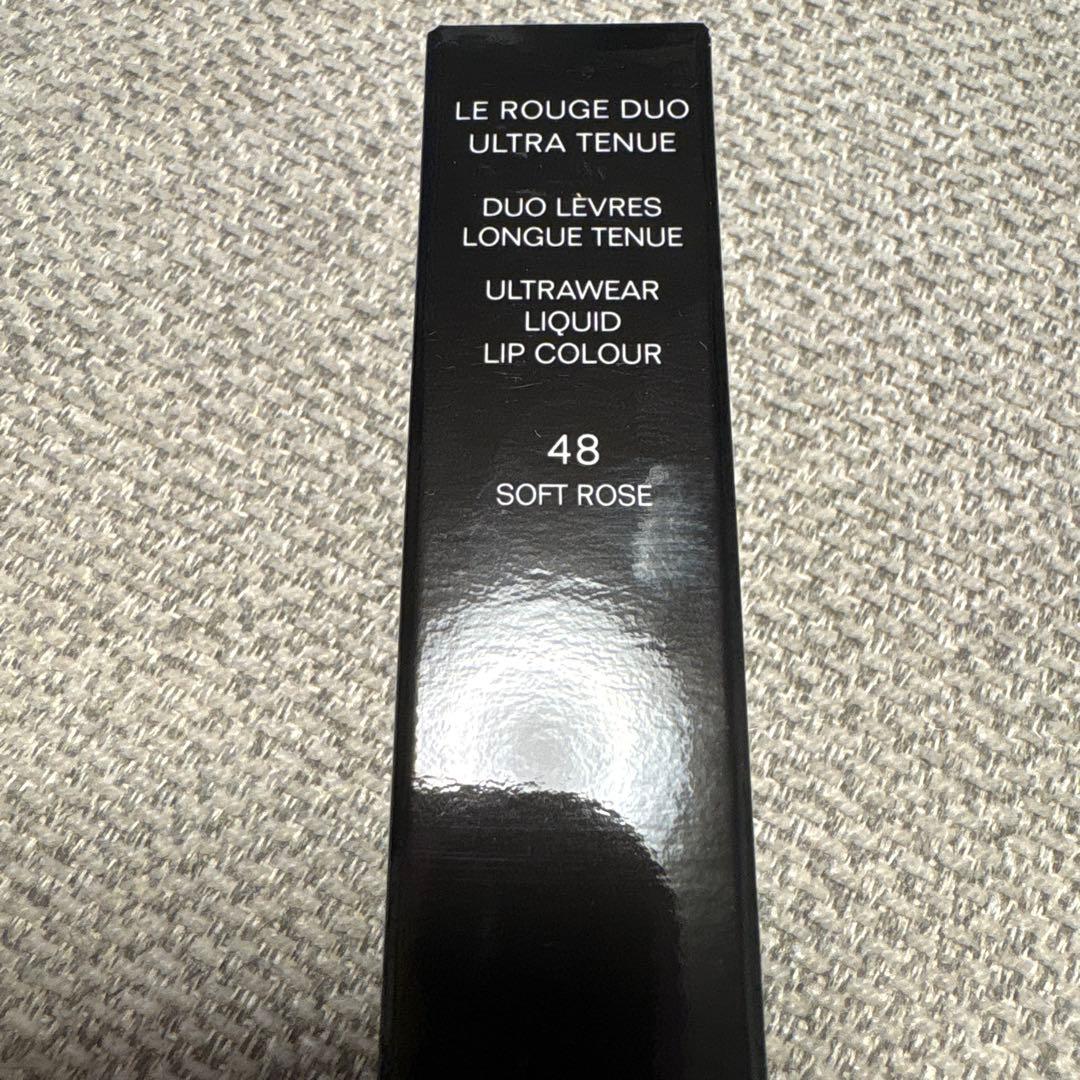 LE ROUGE DUO
ULTRA TENUE
DUO LÈVRES
LONGUE TENUE
ULTRAWEAR
LIQUID
LIP COLOUR
48
SOFT ROSE